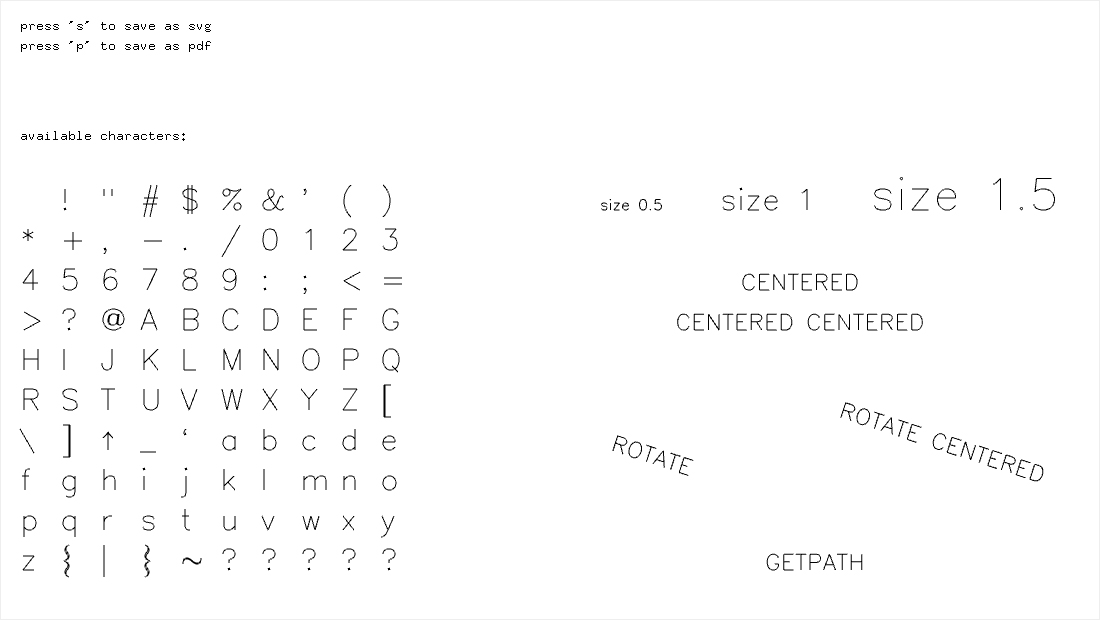 press 's' to save as svg
press 'p' to save as pdf
available characters:
! " # $ % & ' ( )
* + , - . / 0 1 2 3
4 5 6 7 8 9 : ; < =
> ? @ A B C D E F G
H I J K L M N O P Q
R S T U V W X Y Z [
\ ] ↑ _ ‘ a b c d e
f g h i j k l m n o
p q r s t u v w x y
z { | } ~ ? ? ? ? ?
size 0.5 size 1 size 1.5
CENTERED
CENTERED CENTERED
ROTATE
ROTATE CENTERED
GETPATH